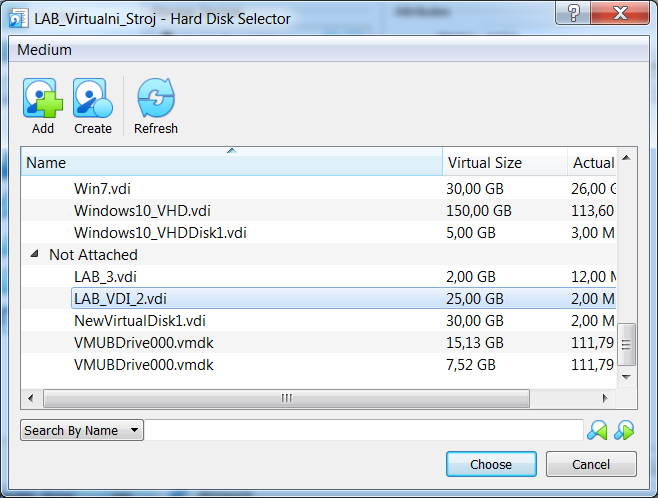 LAB_Virtualni_Stroj - Hard Disk Selector
Medium
Add Create Refresh
Name Virtual Size Actual
Win7.vdi 30,00 GB 26,00
Windows10_VHD.vdi 150,00 GB 113,60
Windows10_VHDDisk1.vdi 5,00 GB 3,00 M
Not Attached
LAB_3.vdi 2,00 GB 12,00 M
LAB_VDI_2.vdi 25,00 GB 2,00 M
NewVirtualDisk1.vdi 30,00 GB 2,00 M
VMUBDrive000.vmdk 15,13 GB 111,79
VMUBDrive000.vmdk 7,52 GB 111,79
Search By Name
Choose Cancel